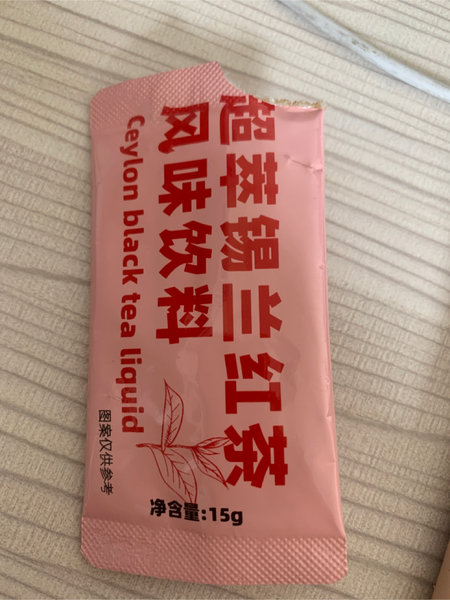 超萃锡兰红茶
风味饮料
Ceylon black tea liquid
图案仅供参考
净含量:15g